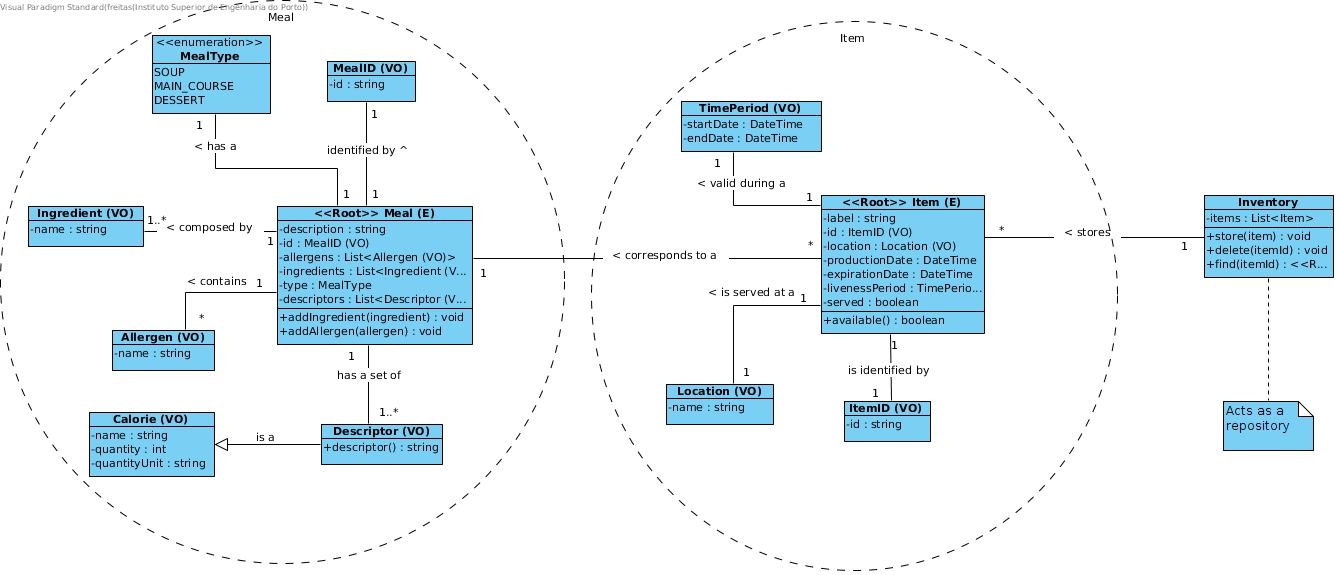 Visual Paradigm Standard(freitas(Instituto Superior de Engenharia do Porto))
Meal
<<enumeration>>
MealType
SOUP
MAIN_COURSE
DESSERT
1
< has a
1
MealID (VO)
-id : string
1
identified by ^
1
Ingredient (VO)
-name : string
1..*
< composed by
1
<<Root>> Meal (E)
-description : string
-id : MealID (VO)
-allergens : List<Allergen (VO)>
-ingredients : List<Ingredient (V...
-type : MealType
-descriptors : List<Descriptor (V...
+addIngredient(ingredient) : void
+addAllergen(allergen) : void
< contains
1
*
Allergen (VO)
-name : string
1
has a set of
1..*
Calorie (VO)
-name : string
-quantity : int
-quantityUnit : string
is a
Descriptor (VO)
+descriptor() : string
1
< corresponds to a
*
Item
TimePeriod (VO)
-startDate : DateTime
-endDate : DateTime
1
< valid during a
1
<<Root>> Item (E)
-label : string
-id : ItemID (VO)
-location : Location (VO)
-productionDate : DateTime
-expirationDate : DateTime
-livenessPeriod : TimePerio...
-served : boolean
+available() : boolean
< is served at a
1
1
Location (VO)
-name : string
1
is identified by
1
ItemID (VO)
-id : string
*
< stores
1
Inventory
-items : List<Item>
+store(item) : void
+delete(itemId) : void
+find(itemId) : <<R...
Acts as a
repository